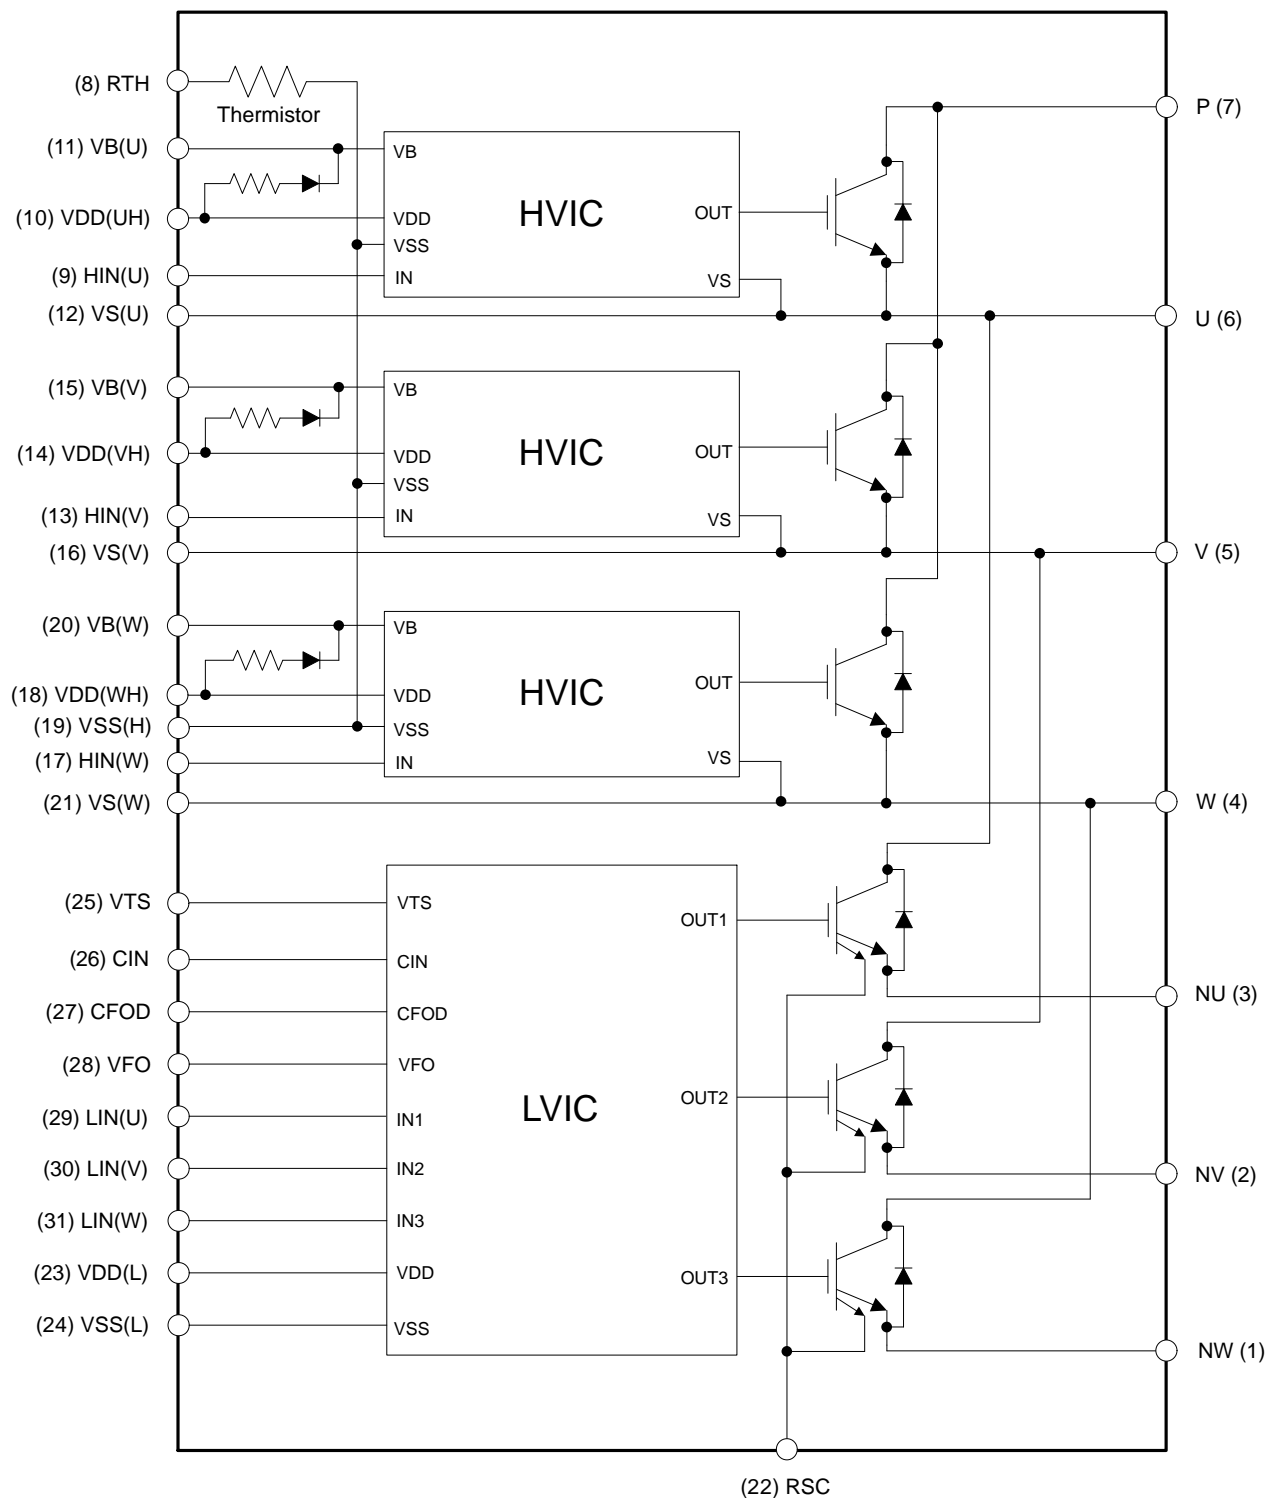 (8) RTH
Thermistor
P (7)
(11) VB(U)
VB
(10) VDD(UH)
VDD
HVIC
OUT
VSS
(9) HIN(U)
IN
VS
(12) VS(U)
U (6)
(15) VB(V)
VB
(14) VDD(VH)
VDD
HVIC
OUT
VSS
(13) HIN(V)
IN
VS
(16) VS(V)
V (5)
(20) VB(W)
VB
(18) VDD(WH)
VDD
HVIC
OUT
(19) VSS(H)
VSS
(17) HIN(W)
IN
VS
(21) VS(W)
W (4)
(25) VTS
VTS
OUT1
(26) CIN
CIN
NU (3)
(27) CFOD
CFOD
(28) VFO
VFO
LVIC
OUT2
(29) LIN(U)
IN1
(30) LIN(V)
IN2
NV (2)
(31) LIN(W)
IN3
(23) VDD(L)
VDD
OUT3
(24) VSS(L)
VSS
NW (1)
(22) RSC